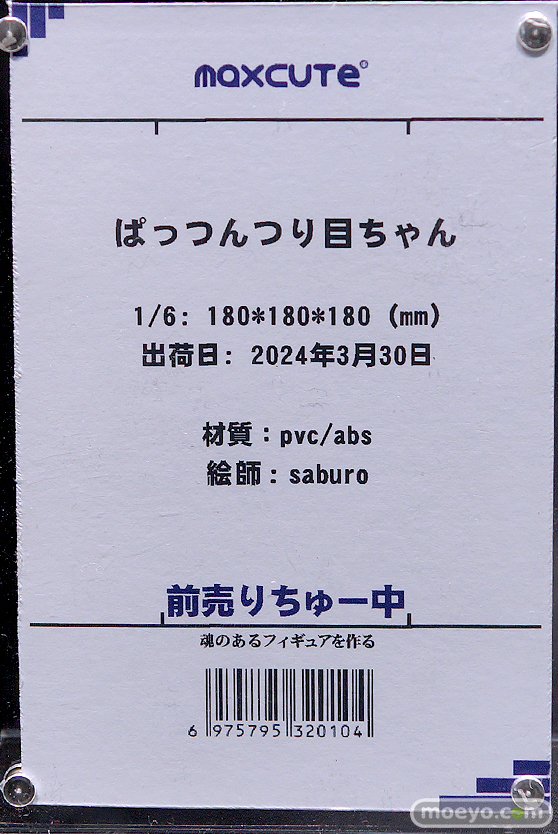 maxcute®
ぱっつんつり目ちゃん
1/6: 180*180*180 (mm)
出荷日: 2024年3月30日
材質：pvc/abs
絵師：saburo
前売りちゅー中
魂のあるフィギュアを作る
6 975795 320104
moeyo.com